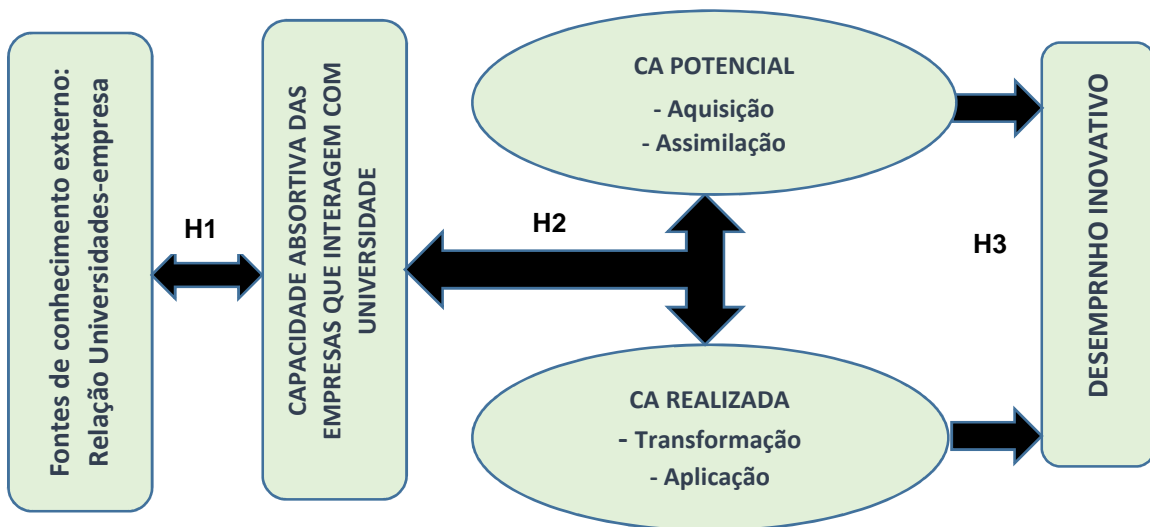 Fontes de conhecimento externo:
Relação Universidades-empresa
H1
CAPACIDADE ABSORTIVA DAS
EMPRESAS QUE INTERAGEM COM
UNIVERSIDADE
H2
CA POTENCIAL
- Aquisição
- Assimilação
CA REALIZADA
- Transformação
- Aplicação
H3
DESEMPRNHO INOVATIVO